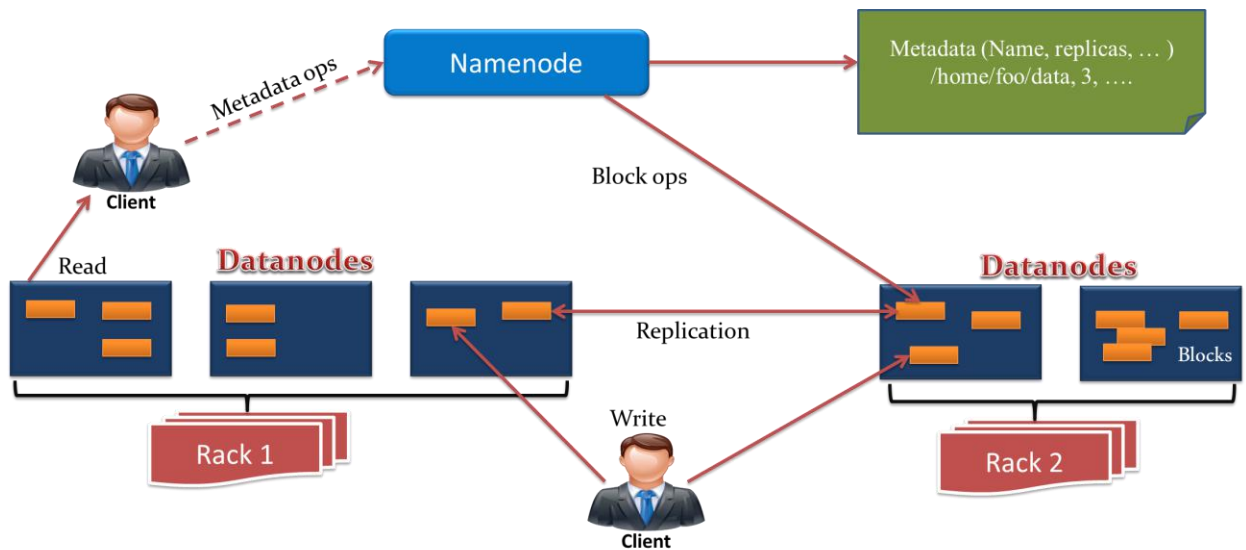 Namenode
Metadata (Name, replicas, … )
/home/foo/data, 3, ….
Metadata ops
Client
Block ops
Read
Datanodes
Datanodes
Replication
Blocks
Rack 1
Write
Rack 2
Client